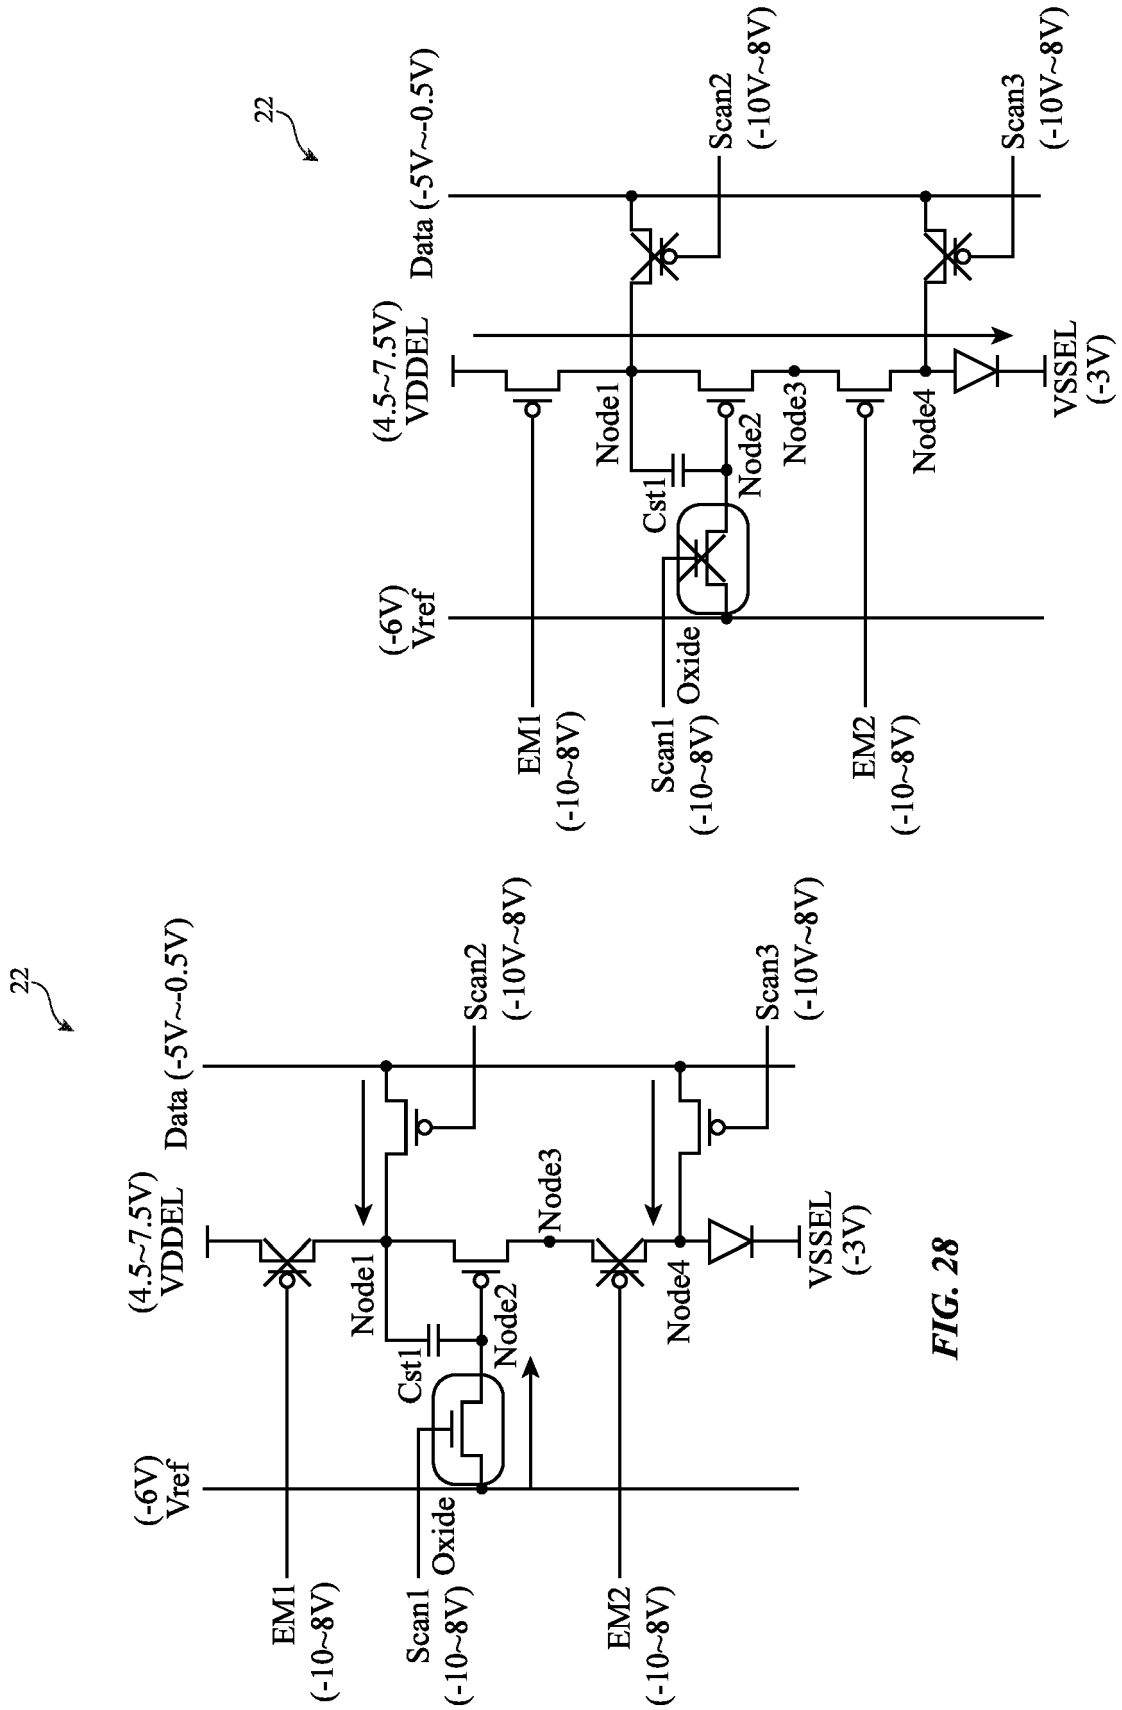 22
(4.5~7.5V)
VDDEL
Data (-5V~-0.5V)
(-6V)
Vref
EM1
(-10~8V)
Node1
Cst1
Scan2
(-10V~8V)
Scan1
(-10~8V)
Oxide
Node2
Node3
EM2
(-10~8V)
Node4
Scan3
(-10V~8V)
VSSEL
(-3V)
22
(4.5~7.5V)
VDDEL
Data (-5V~-0.5V)
(-6V)
Vref
EM1
(-10~8V)
Node1
Cst1
Scan2
(-10V~8V)
Scan1
(-10~8V)
Oxide
Node2
Node3
EM2
(-10~8V)
Node4
Scan3
(-10V~8V)
VSSEL
(-3V)
FIG. 28